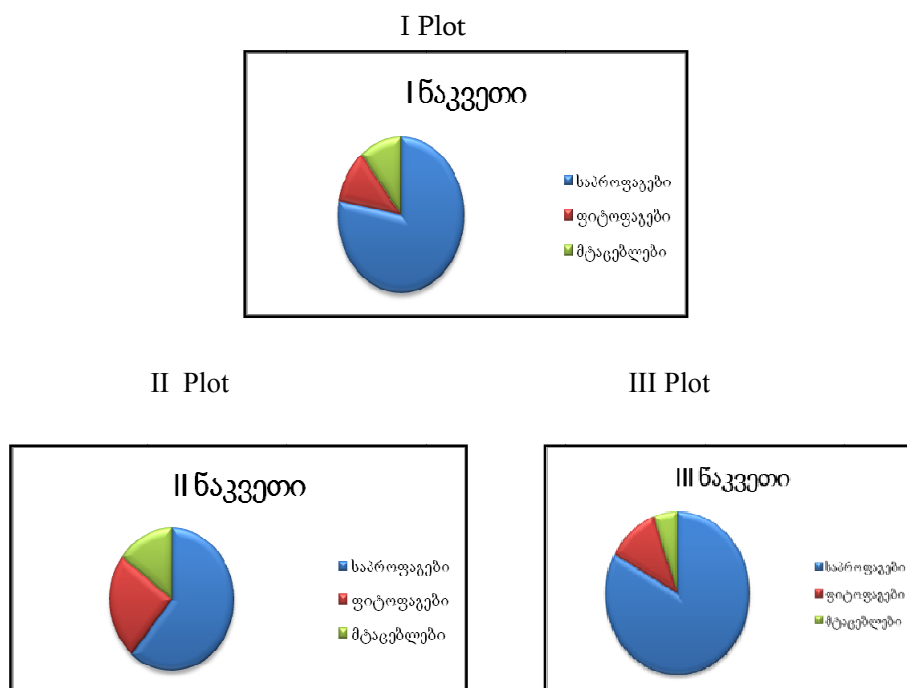 I Plot
I ნაკვეთი
საპროფაგები
ფიტოფაგები
მტაცებლები
II Plot
II ნაკვეთი
საპროფაგები
ფიტოფაგები
მტაცებლები
III Plot
III ნაკვეთი
საპროფაგები
ფიტოფაგები
მტაცებლები